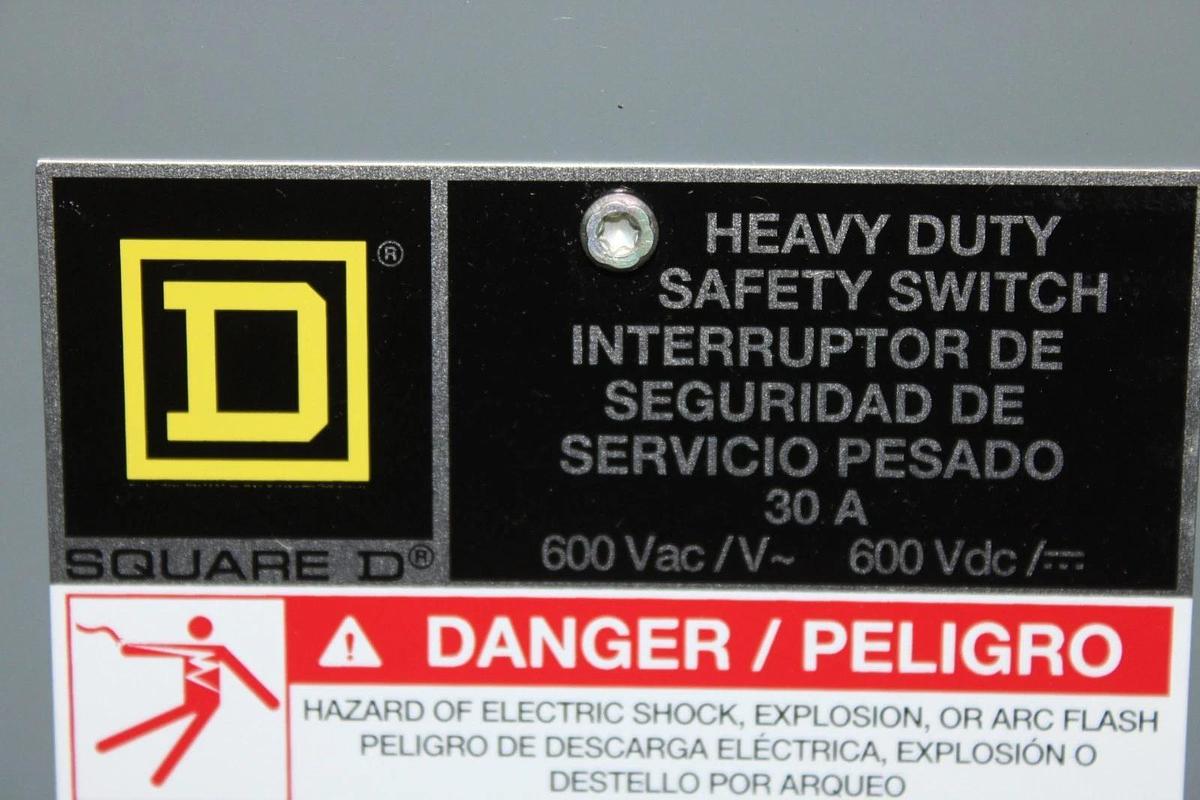 D ®
SQUARE D®
HEAVY DUTY
SAFETY SWITCH
INTERRUPTOR DE
SEGURIDAD DE
SERVICIO PESADO
30 A
600 Vac/V~ 600 Vdc/⎓
DANGER / PELIGRO
HAZARD OF ELECTRIC SHOCK, EXPLOSION, OR ARC FLASH
PELIGRO DE DESCARGA ELÉCTRICA, EXPLOSIÓN O
DESTELLO POR ARQUEO